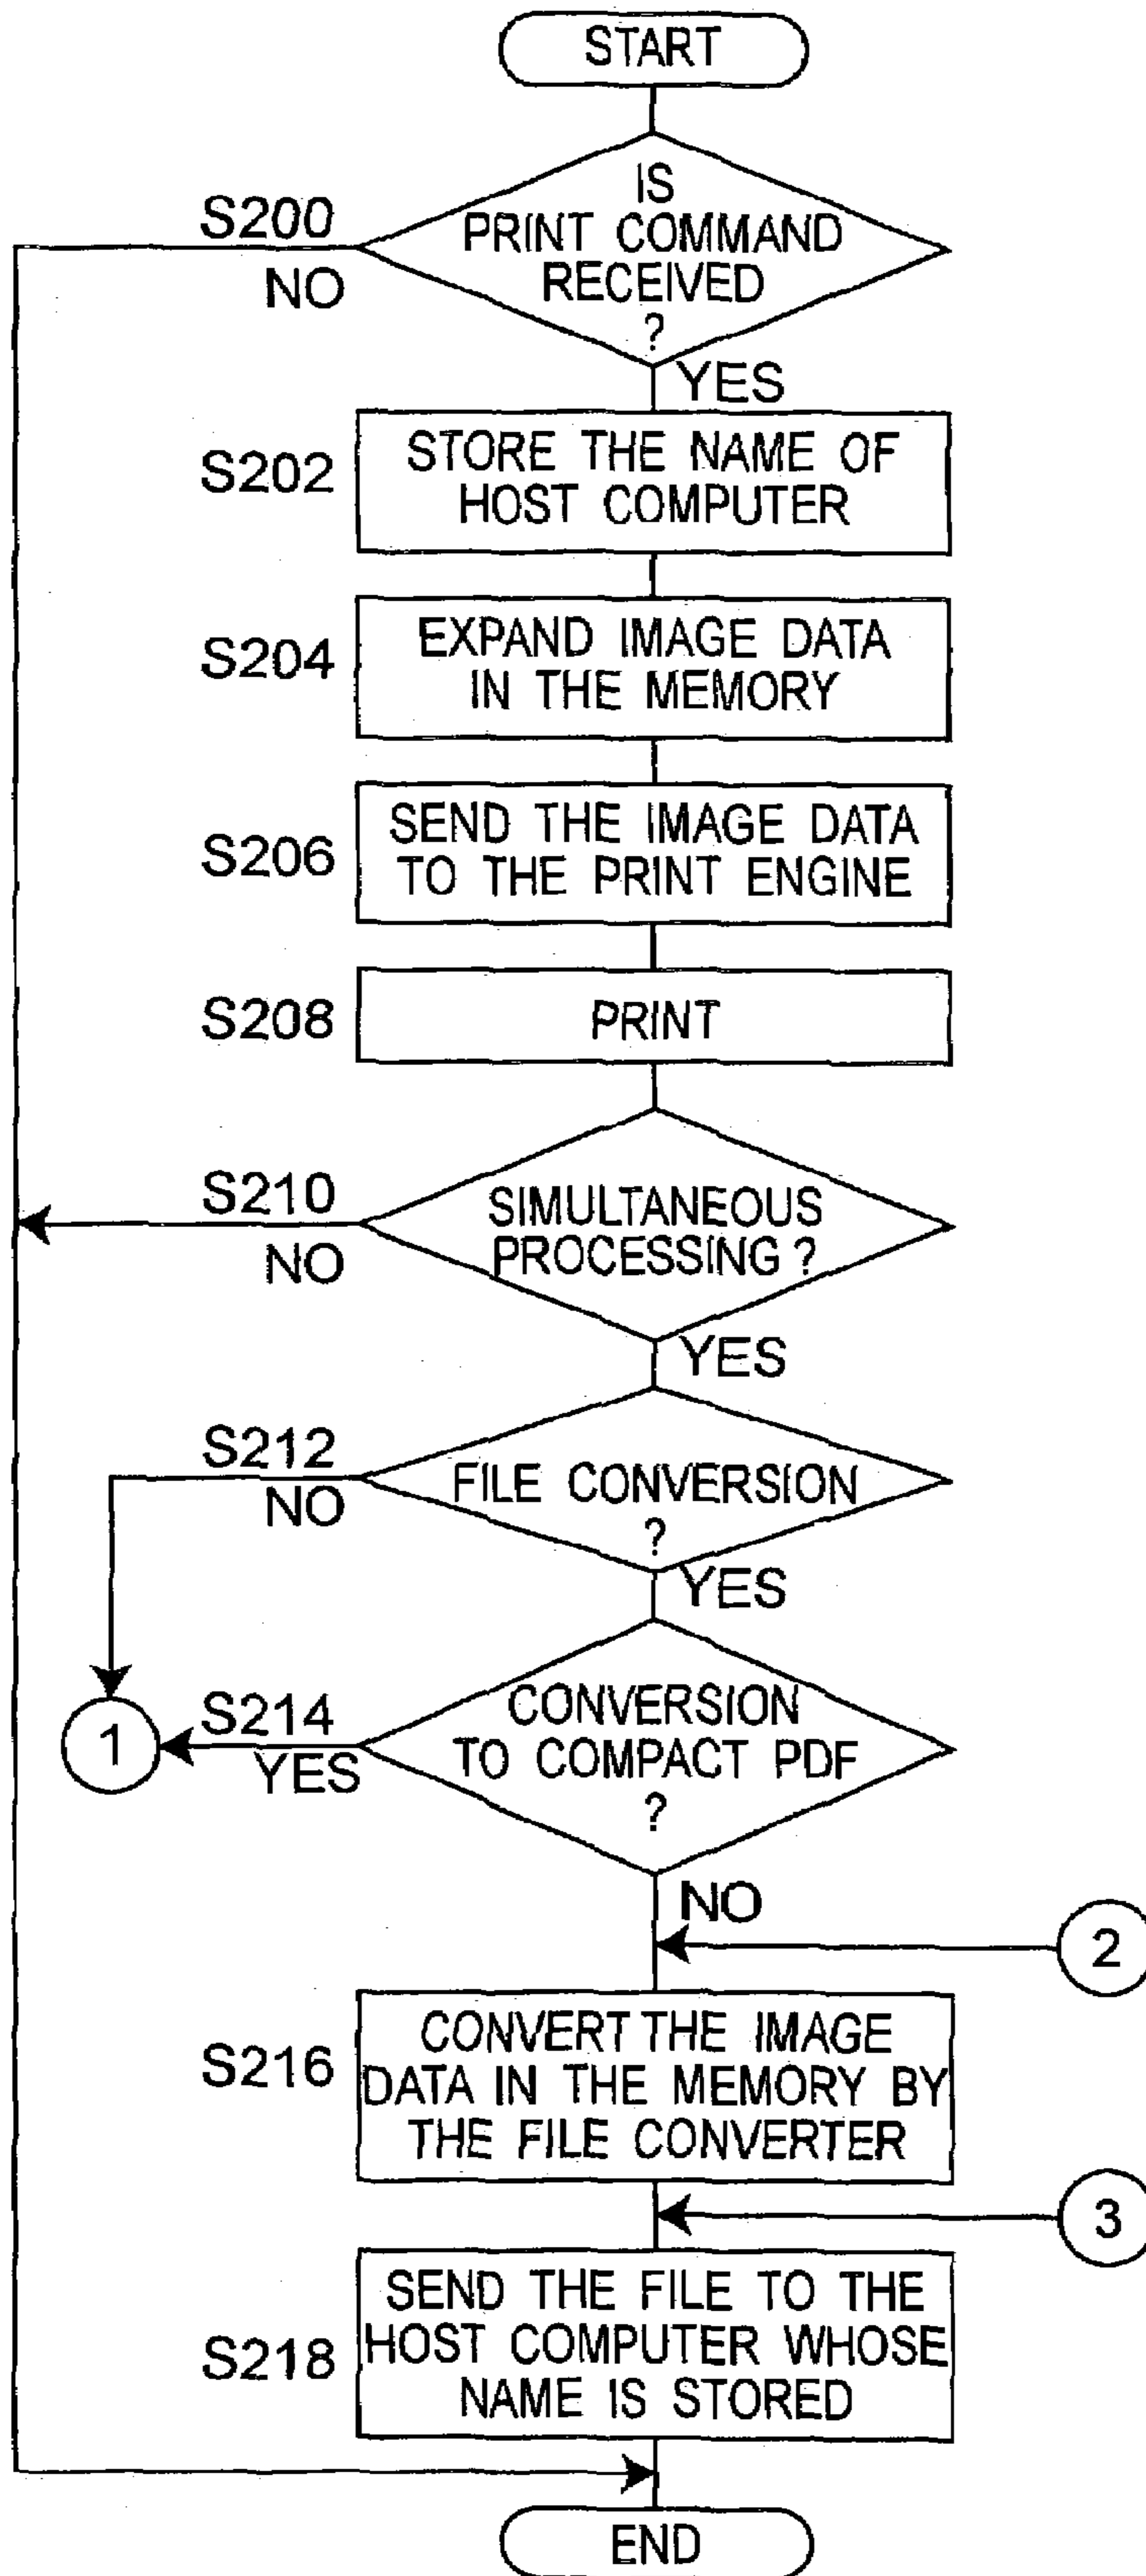 START
IS
PRINT COMMAND
RECEIVED
?
S200
NO
YES
S202
STORE THE NAME OF
HOST COMPUTER
S204
EXPAND IMAGE DATA
IN THE MEMORY
S206
SEND THE IMAGE DATA
TO THE PRINT ENGINE
S208
PRINT
S210
NO
SIMULTANEOUS
PROCESSING ?
YES
S212
NO
FILE CONVERSION
?
YES
1
S214
YES
CONVERSION
TO COMPACT PDF
?
NO
2
S216
CONVERT THE IMAGE
DATA IN THE MEMORY BY
THE FILE CONVERTER
3
S218
SEND THE FILE TO THE
HOST COMPUTER WHOSE
NAME IS STORED
END